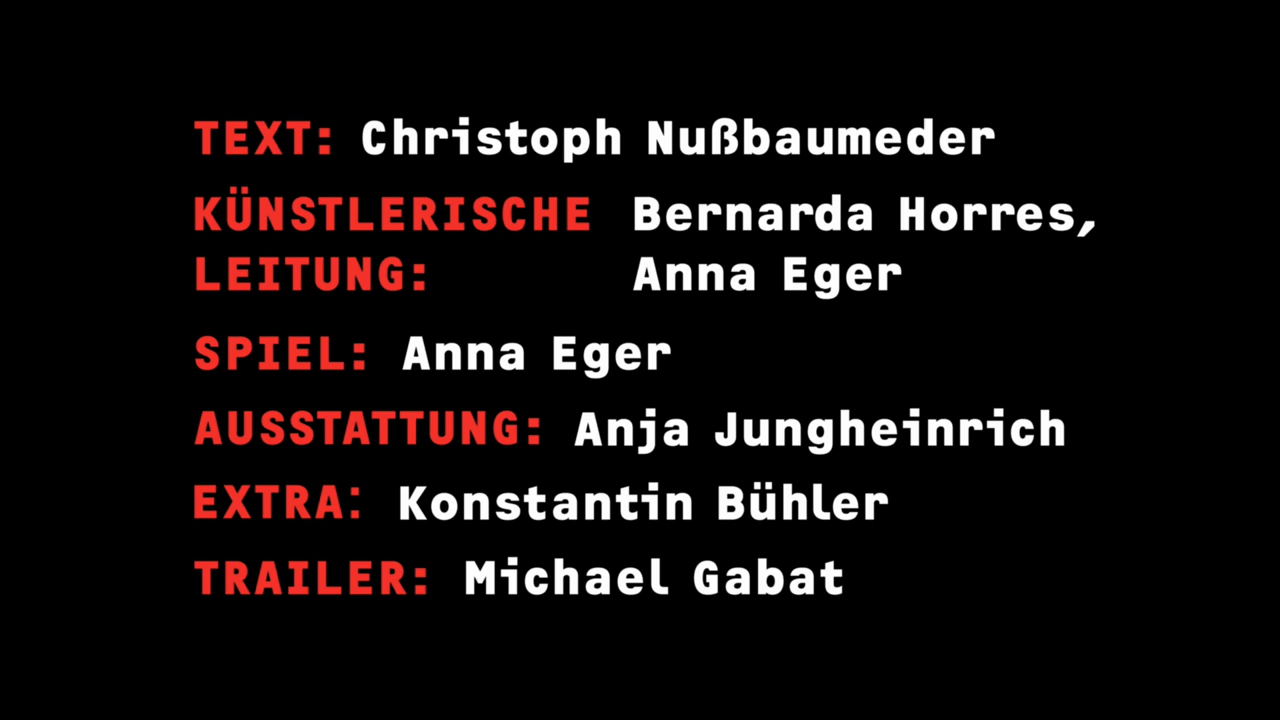 TEXT: Christoph Nußbaumeder
KÜNSTLERISCHE Bernarda Horres,
LEITUNG: Anna Eger
SPIEL: Anna Eger
AUSSTATTUNG: Anja Jungheinrich
EXTRA: Konstantin Bühler
TRAILER: Michael Gabat